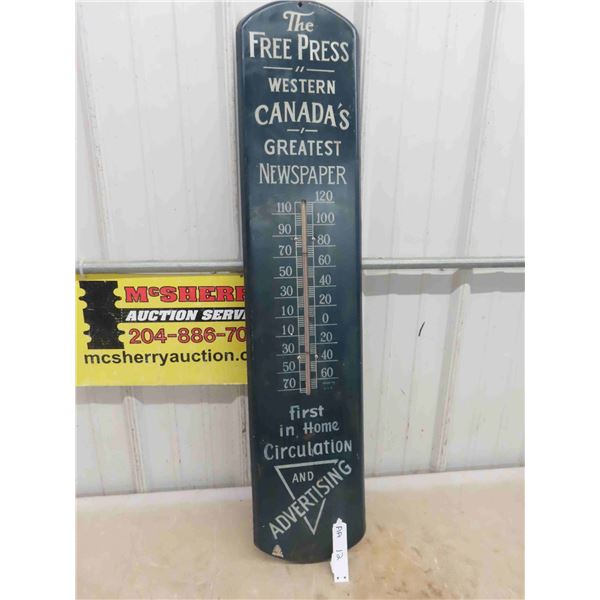 The
FREE PRESS
WESTERN
CANADA'S
GREATEST
NEWSPAPER
120
110
100
90
80
70
60
50
40
30
20
10
0
10
20
30
40
50
60
70
first
in Home
Circulation
AND
ADVERTISING
MCSHERR
AUCTION SERV
204-886-70
mcsherryauction.c
12